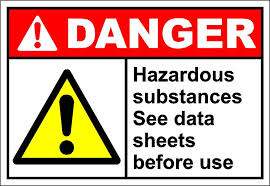 DANGER
Hazardous
substances
See data
sheets
before use